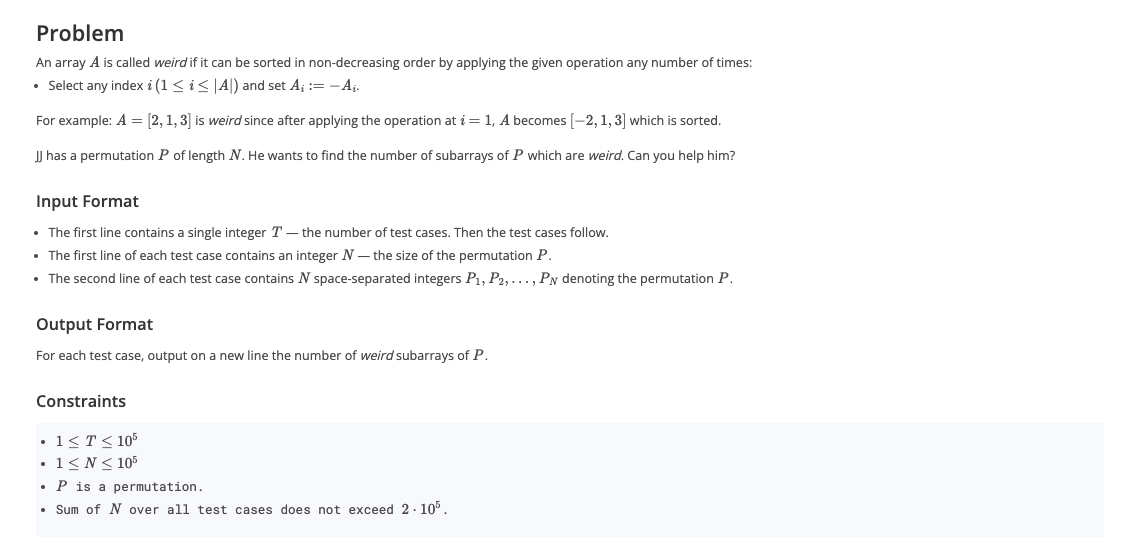 Problem
An array A is called weird if it can be sorted in non-decreasing order by applying the given operation any number of times:
• Select any index i (1 ≤ i ≤ |A|) and set A_i := −A_i.
For example: A = [2, 1, 3] is weird since after applying the operation at i = 1, A becomes [−2, 1, 3] which is sorted.
JJ has a permutation P of length N. He wants to find the number of subarrays of P which are weird. Can you help him?
Input Format
• The first line contains a single integer T — the number of test cases. Then the test cases follow.
• The first line of each test case contains an integer N — the size of the permutation P.
• The second line of each test case contains N space-separated integers P_1, P_2, . . . , P_N denoting the permutation P.
Output Format
For each test case, output on a new line the number of weird subarrays of P.
Constraints
• 1 ≤ T ≤ 10^5
• 1 ≤ N ≤ 10^5
• P is a permutation.
• Sum of N over all test cases does not exceed 2 · 10^5.